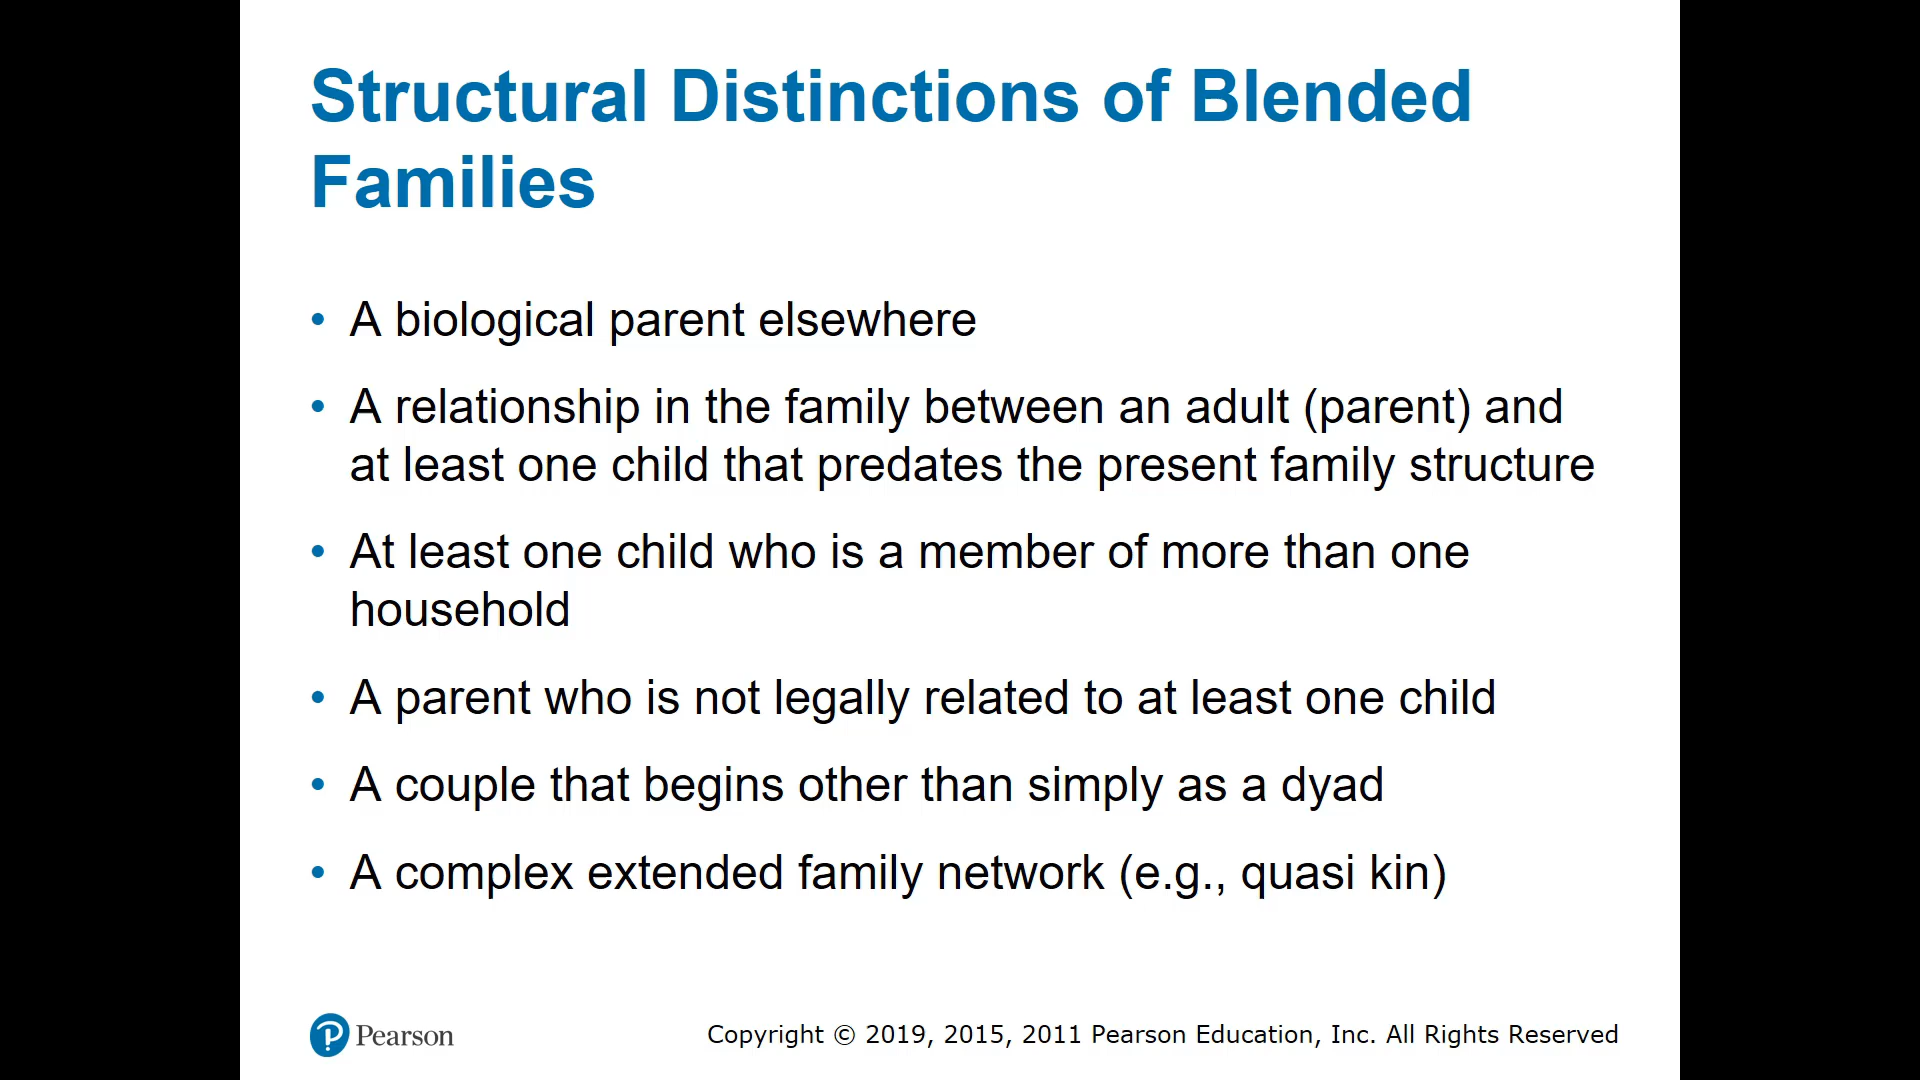 Structural Distinctions of Blended
Families
• A biological parent elsewhere
• A relationship in the family between an adult (parent) and
at least one child that predates the present family structure
• At least one child who is a member of more than one
household
• A parent who is not legally related to at least one child
• A couple that begins other than simply as a dyad
• A complex extended family network (e.g., quasi kin)
P Pearson
Copyright © 2019, 2015, 2011 Pearson Education, Inc. All Rights Reserved